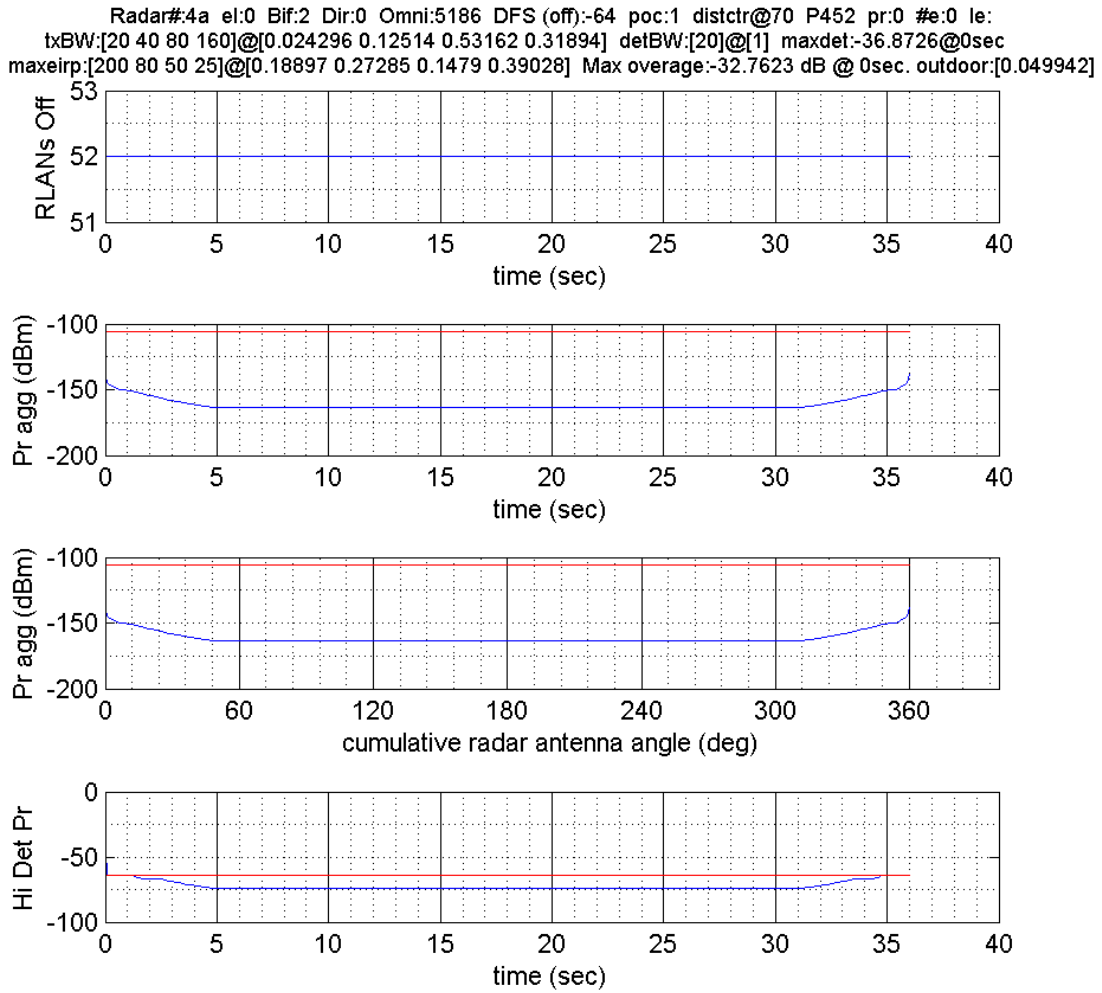 Radar#:4a el:0 Bif:2 Dir:0 Omni:5186 DFS (off):-64 poc:1 distctr@70 P452 pr:0 #e:0 le:
txBW:[20 40 80 160]@[0.024296 0.12514 0.53162 0.31894] detBW:[20]@[1] maxdet:-36.8726@0sec
maxeirp:[200 80 50 25]@[0.18897 0.27285 0.1479 0.39028] Max overage:-32.7623 dB @ 0sec. outdoor:[0.049942]
RLANs Off
53
52
51
0 5 10 15 20 25 30 35 40
time (sec)
Pr agg (dBm)
-100
-150
-200
0 5 10 15 20 25 30 35 40
time (sec)
Pr agg (dBm)
-100
-150
-200
0 60 120 180 240 300 360
cumulative radar antenna angle (deg)
Hi Det Pr
0
-50
-100
0 5 10 15 20 25 30 35 40
time (sec)